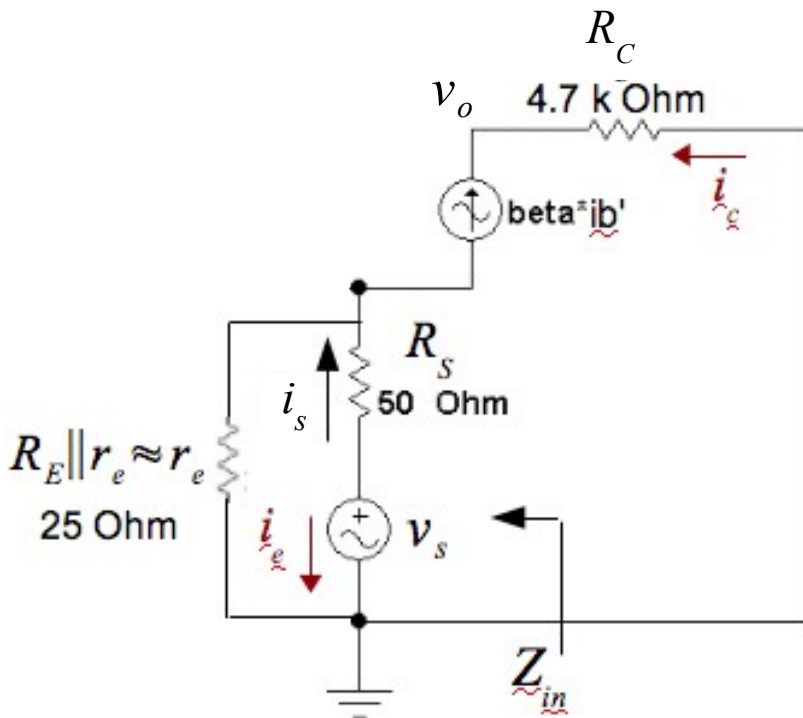 R_C
v_o
4.7 k Ohm
i_c
beta*ib'
R_S
50 Ohm
i_s
R_E||r_e≈r_e
25 Ohm
i_e
+
v_s
Z_in